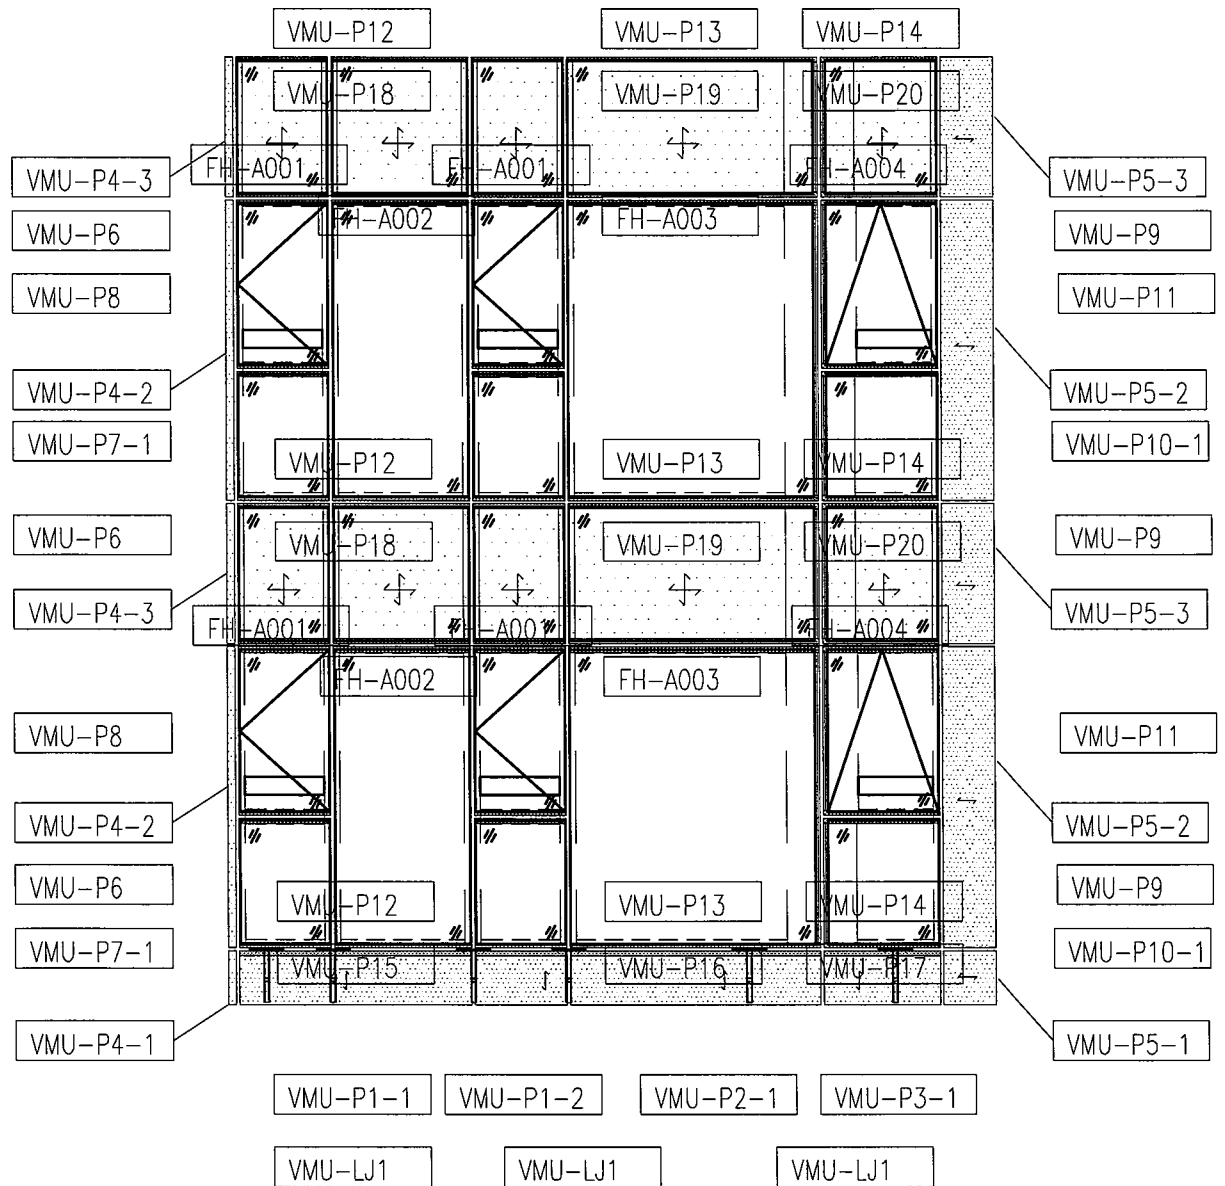 VMU-P12 VMU-P13 VMU-P14
VMU-P18 VMU-P19 VMU-P20
FH-A001 FH-A001 FH-A004
VMU-P4-3 VMU-P5-3
FH-A002 FH-A003
VMU-P6 VMU-P9
VMU-P8 VMU-P11
VMU-P4-2 VMU-P5-2
VMU-P7-1 VMU-P10-1
VMU-P12 VMU-P13 VMU-P14
VMU-P6 VMU-P18 VMU-P19 VMU-P20 VMU-P9
VMU-P4-3 VMU-P5-3
FH-A001 FH-A001 FH-A004
FH-A002 FH-A003
VMU-P8 VMU-P11
VMU-P4-2 VMU-P5-2
VMU-P6 VMU-P9
VMU-P12 VMU-P13 VMU-P14
VMU-P7-1 VMU-P10-1
VMU-P15 VMU-P16 VMU-P17
VMU-P4-1 VMU-P5-1
VMU-P1-1 VMU-P1-2 VMU-P2-1 VMU-P3-1
VMU-LJ1 VMU-LJ1 VMU-LJ1